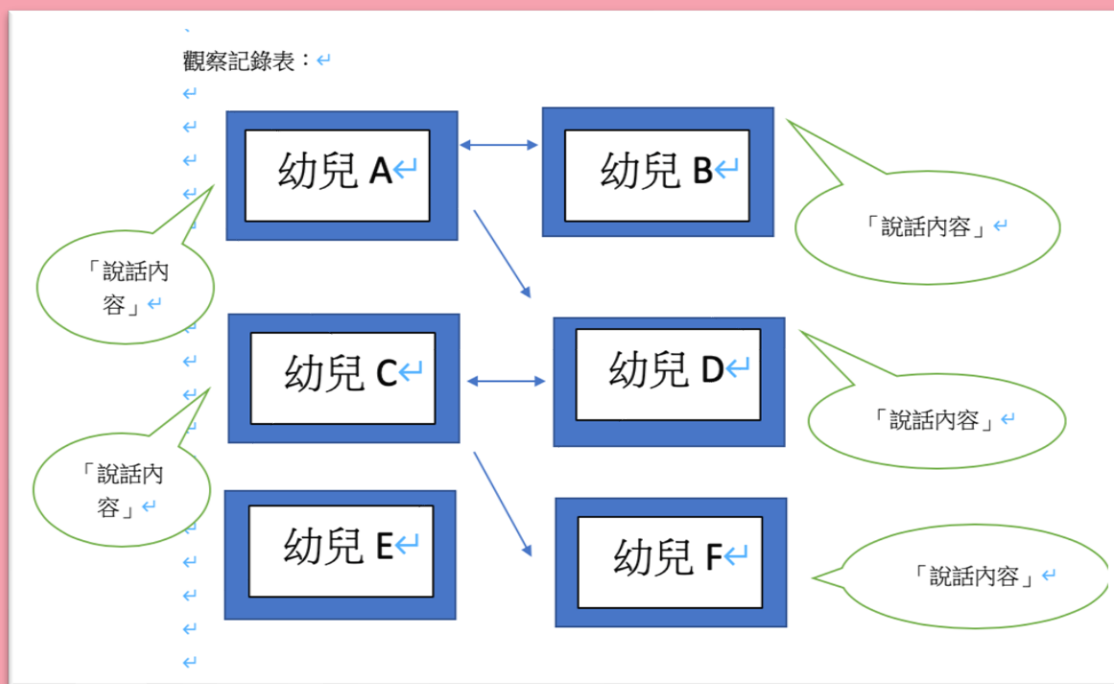 、
觀察記錄表：
幼兒 A
幼兒 B
「說話內容」
「說話內
容」
幼兒 C
幼兒 D
「說話內容」
「說話內
容」
幼兒 E
幼兒 F
「說話內容」